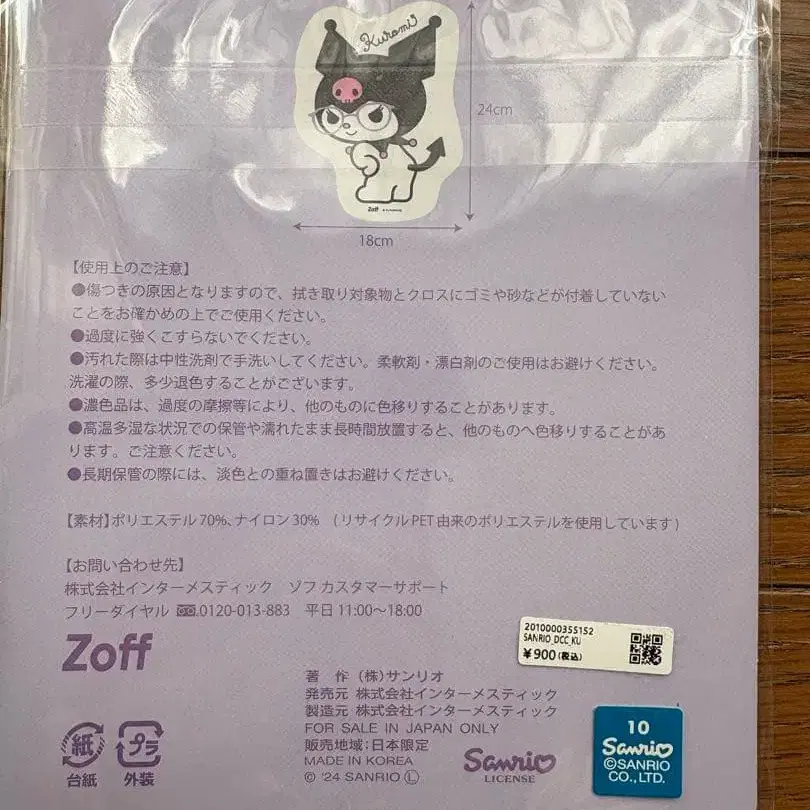 Kuromi
24cm
Zoff
18cm
【使用上のご注意】
●傷つきの原因となりますので、拭き取り対象物とクロスにゴミや砂などが付着していない
ことをお確かめの上でご使用ください。
●過度に強くこすらないでください。
●汚れた際は中性洗剤で手洗いしてください。柔軟剤・漂白剤のご使用はお避けください。
洗濯の際、多少退色することがございます。
●濃色品は、過度の摩擦等により、他のものに色移りすることがあります。
●高温多湿な状況での保管や濡れたまま長時間放置すると、他のものへ色移りすることがあ
ります。ご注意ください。
●長期保管の際には、淡色との重ね置きはお避けください。
【素材】ポリエステル70%、ナイロン30% (リサイクルPET由来のポリエステルを使用しています)
【お問い合わせ先】
株式会社インターメスティック ゾフ カスタマーサポート
フリーダイヤル 0120-013-883 平日 11:00~18:00
Zoff
2010000355152
SANRIO_DCC_KU
¥900(税込)
著 作 (株)サンリオ
発売元 株式会社インターメスティック
製造元 株式会社インターメスティック
FOR SALE IN JAPAN ONLY
販売地域:日本限定
MADE IN KOREA
© '24 SANRIO Ⓛ
Sanrio
LICENSE
10
Sanrio
©SANRIO
CO.,LTD.
紙
台紙
プラ
外装